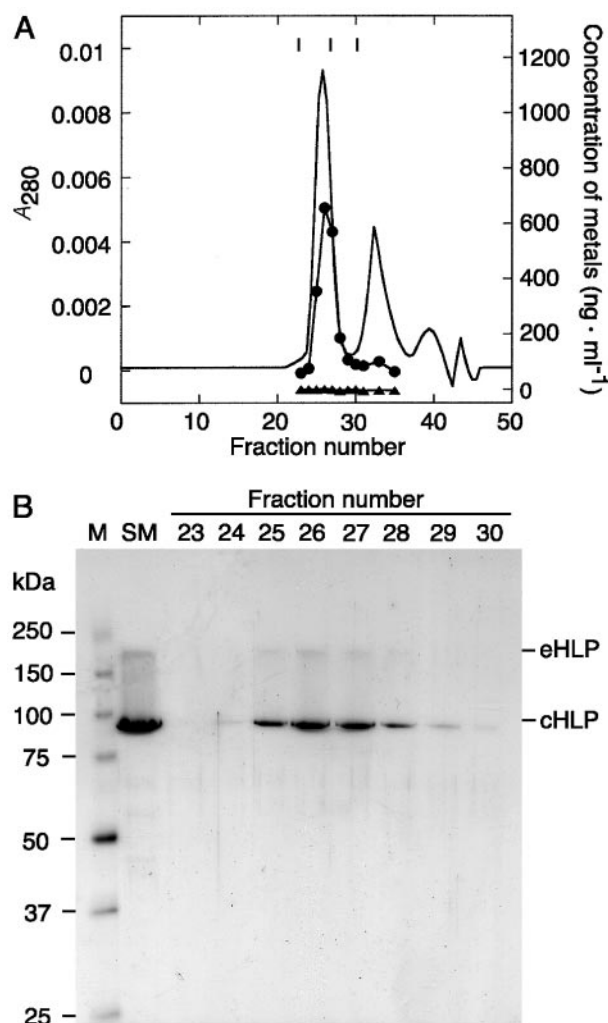 A
A280
0.01
0.008
0.006
0.004
0.002
0
1200
1000
800
600
400
200
0
Concentration of metals (ng · ml-1)
0 10 20 30 40 50
Fraction number
B
Fraction number
M SM 23 24 25 26 27 28 29 30
kDa
250
150
100
75
50
37
25
eHLP
cHLP